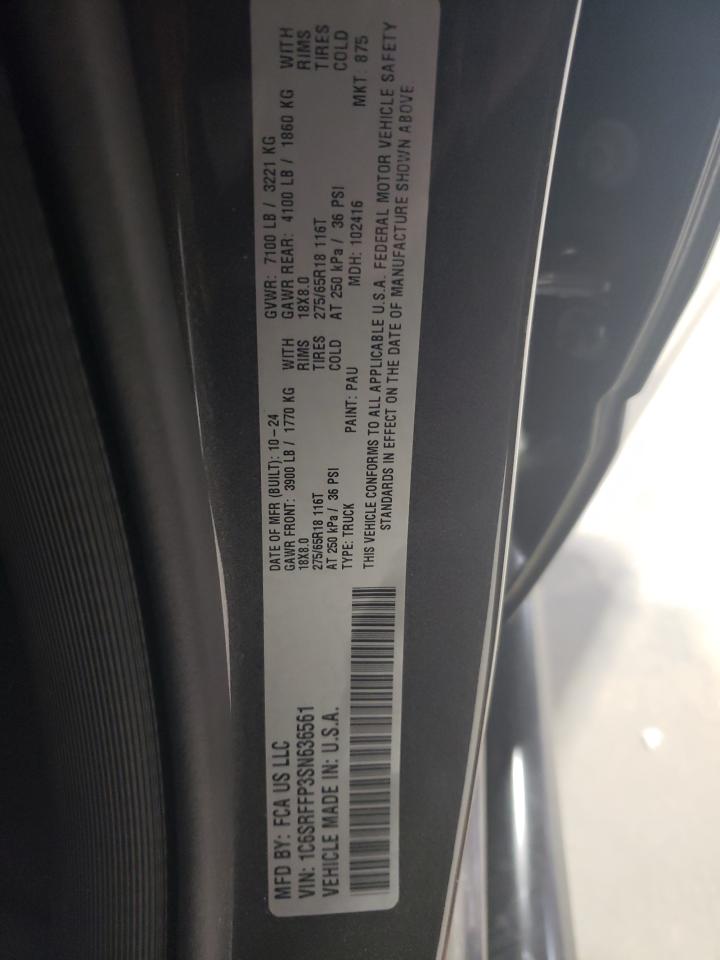 MFD BY: FCA US LLC
VIN: 1C6SRFFP3SN636561
VEHICLE MADE IN: U.S.A.
DATE OF MFR (BUILT): 10-24 GVWR: 7100 LB / 3221 KG
GAWR FRONT: 3900 LB / 1770 KG WITH GAWR REAR: 4100 LB / 1860 KG WITH
18X8.0 RIMS 18X8.0 RIMS
275/65R18 116T TIRES 275/65R18 116T TIRES
AT 250 kPa / 36 PSI COLD AT 250 kPa / 36 PSI COLD
TYPE: TRUCK PAINT: PAU MDH: 102416 MKT. 875
THIS VEHICLE CONFORMS TO ALL APPLICABLE U.S.A. FEDERAL MOTOR VEHICLE SAFETY
STANDARDS IN EFFECT ON THE DATE OF MANUFACTURE SHOWN ABOVE